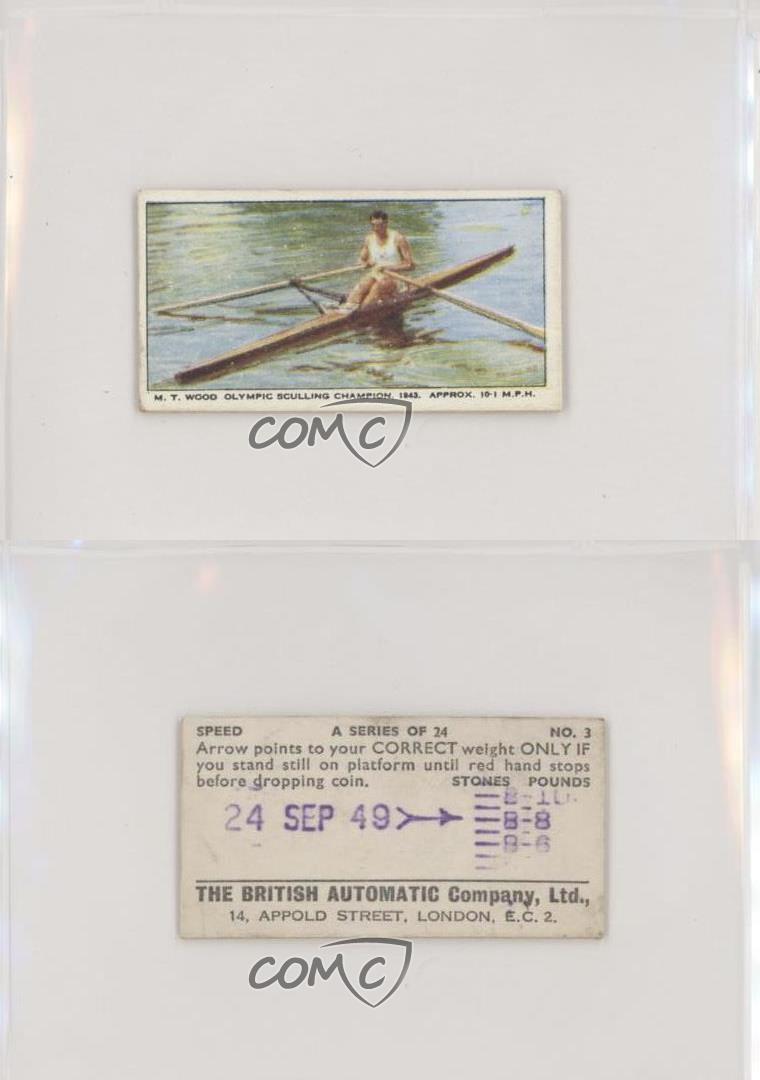 M. T. WOOD OLYMPIC SCULLING CHAMPION, 1943. APPROX. 10·1 M.P.H.
COMC
SPEED A SERIES OF 24 NO. 3
Arrow points to your CORRECT weight ONLY IF
you stand still on platform until red hand stops
before dropping coin. STONES POUNDS
8-10
24 SEP 49 8-8
8-6
THE BRITISH AUTOMATIC Company, Ltd.,
14, APPOLD STREET, LONDON, E.C. 2.
COMC